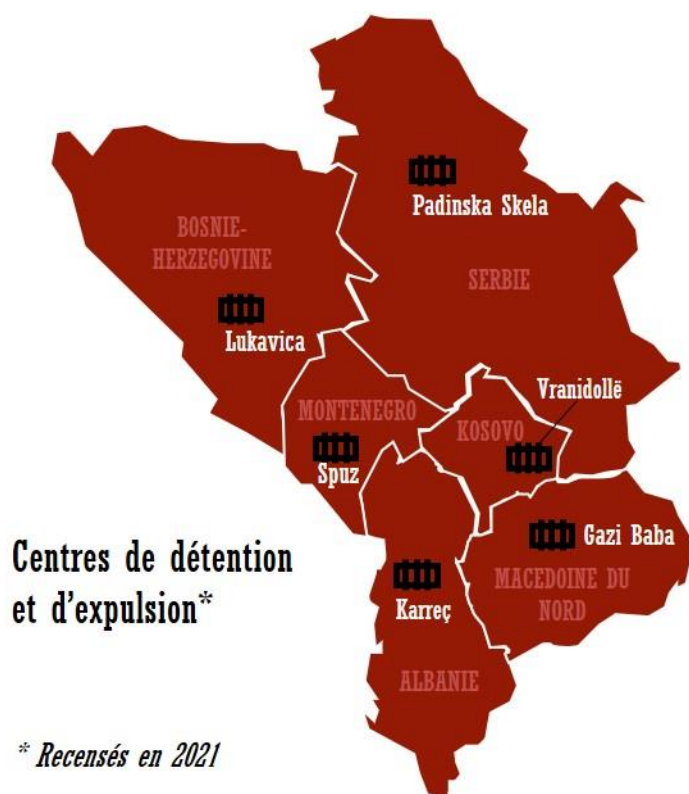 Padinska Skela
BOSNIE-
HERZEGOVINE
SERBIE
Lukavica
Vranidollë
MONTENEGRO
KOSOVO
Spuz
Gazi Baba
Centres de détention
et d'expulsion*
MACEDOINE DU
NORD
Karreç
ALBANIE
* Recensés en 2021